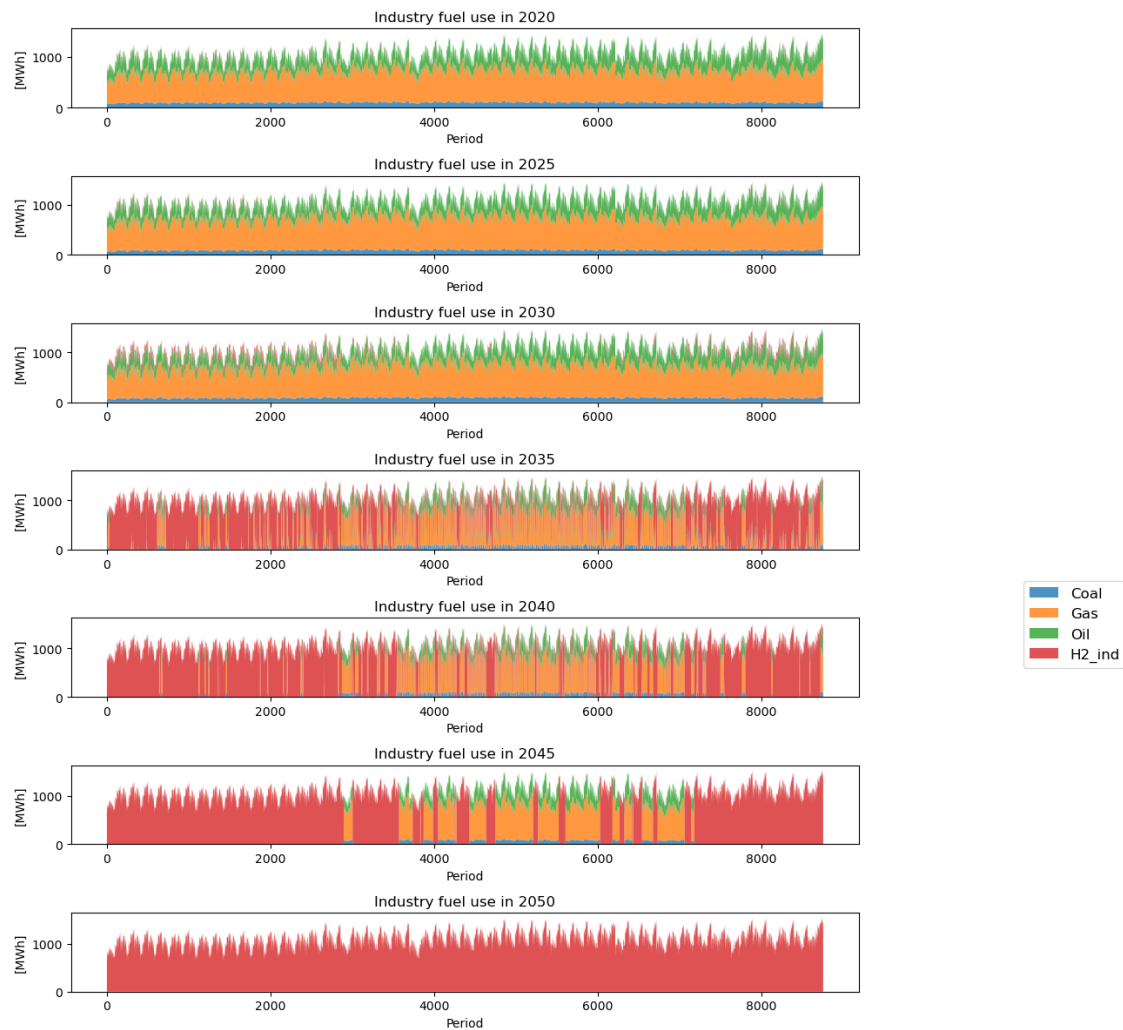 Industry fuel use in 2020
[MWh]
1000
0
0 2000 4000 6000 8000
Period
Industry fuel use in 2025
[MWh]
1000
0
0 2000 4000 6000 8000
Period
Industry fuel use in 2030
[MWh]
1000
0
0 2000 4000 6000 8000
Period
Industry fuel use in 2035
[MWh]
1000
0
0 2000 4000 6000 8000
Period
Industry fuel use in 2040
[MWh]
1000
0
0 2000 4000 6000 8000
Period
Coal
Gas
Oil
H2_ind
Industry fuel use in 2045
[MWh]
1000
0
0 2000 4000 6000 8000
Period
Industry fuel use in 2050
[MWh]
1000
0
0 2000 4000 6000 8000
Period